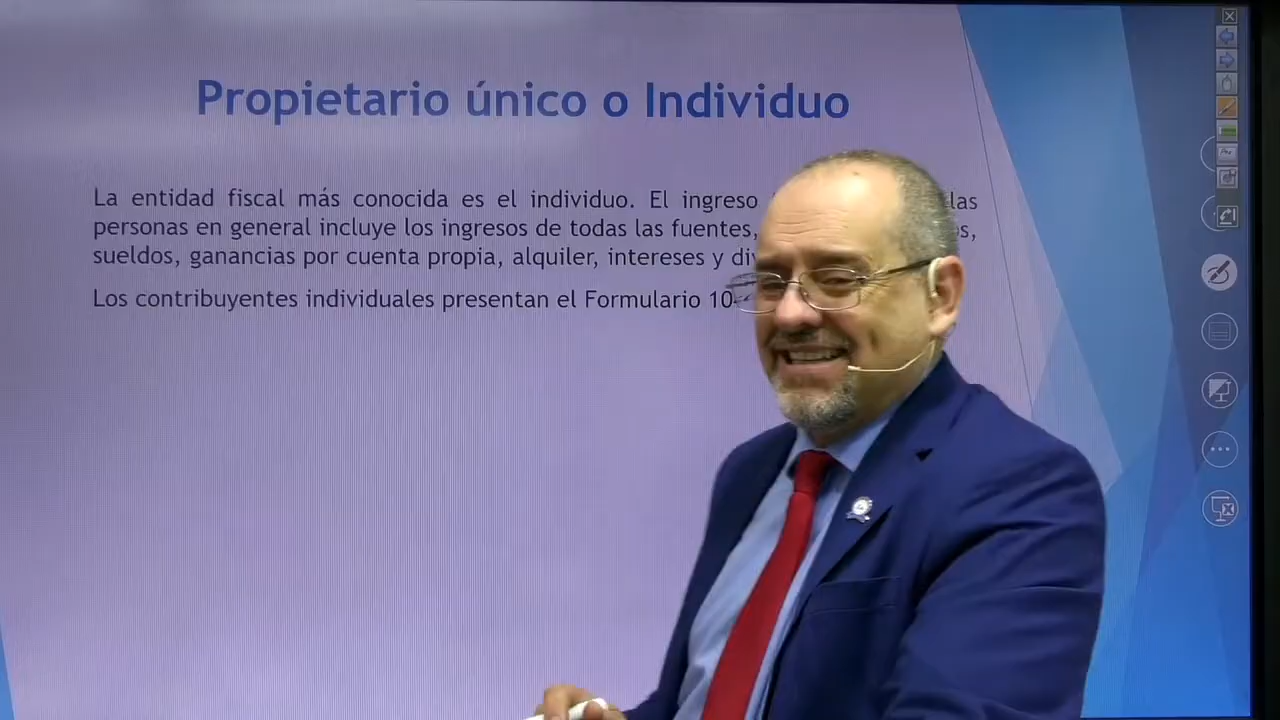 Propietario único o Individuo
La entidad fiscal más conocida es el individuo. El ingreso las
personas en general incluye los ingresos de todas las fuentes,
sueldos, ganancias por cuenta propia, alquiler, intereses y
Los contribuyentes individuales presentan el Formulario